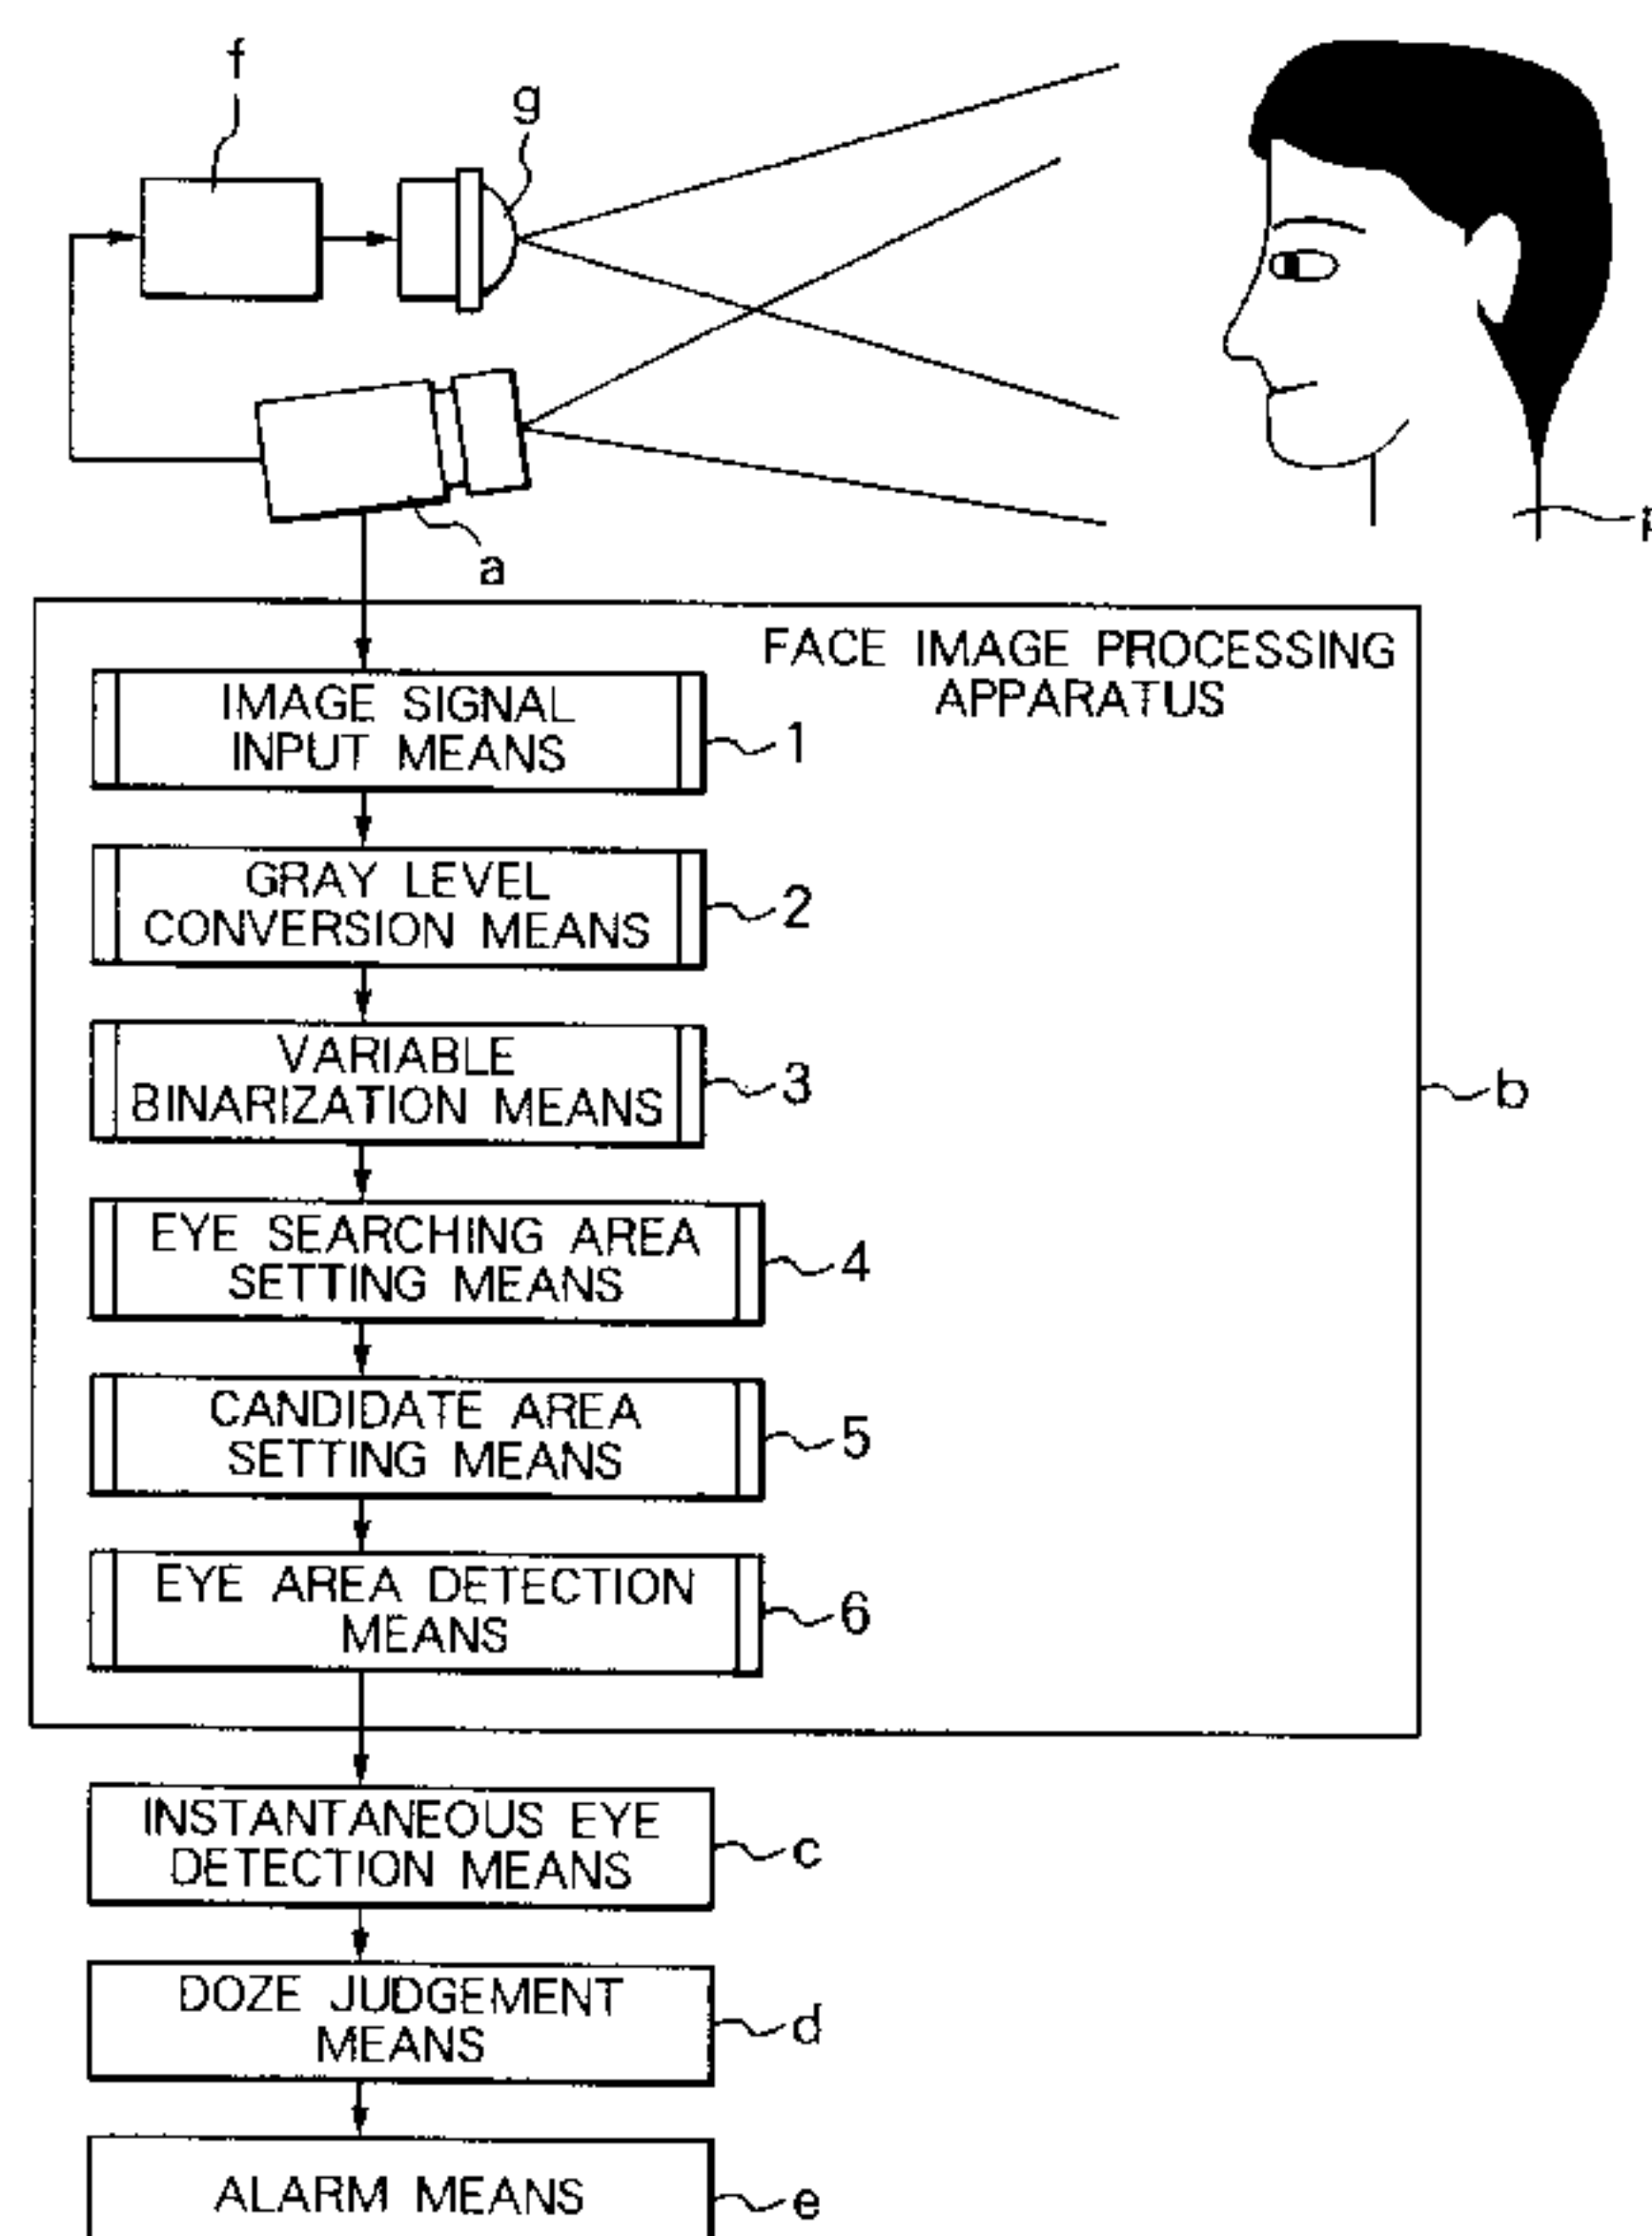 f
g
a
FACE IMAGE PROCESSING
APPARATUS
IMAGE SIGNAL
INPUT MEANS
1
GRAY LEVEL
CONVERSION MEANS
2
VARIABLE
BINARIZATION MEANS
3
b
EYE SEARCHING AREA
SETTING MEANS
4
CANDIDATE AREA
SETTING MEANS
5
EYE AREA DETECTION
MEANS
6
INSTANTANEOUS EYE
DETECTION MEANS
c
DOZE JUDGEMENT
MEANS
d
ALARM MEANS
e